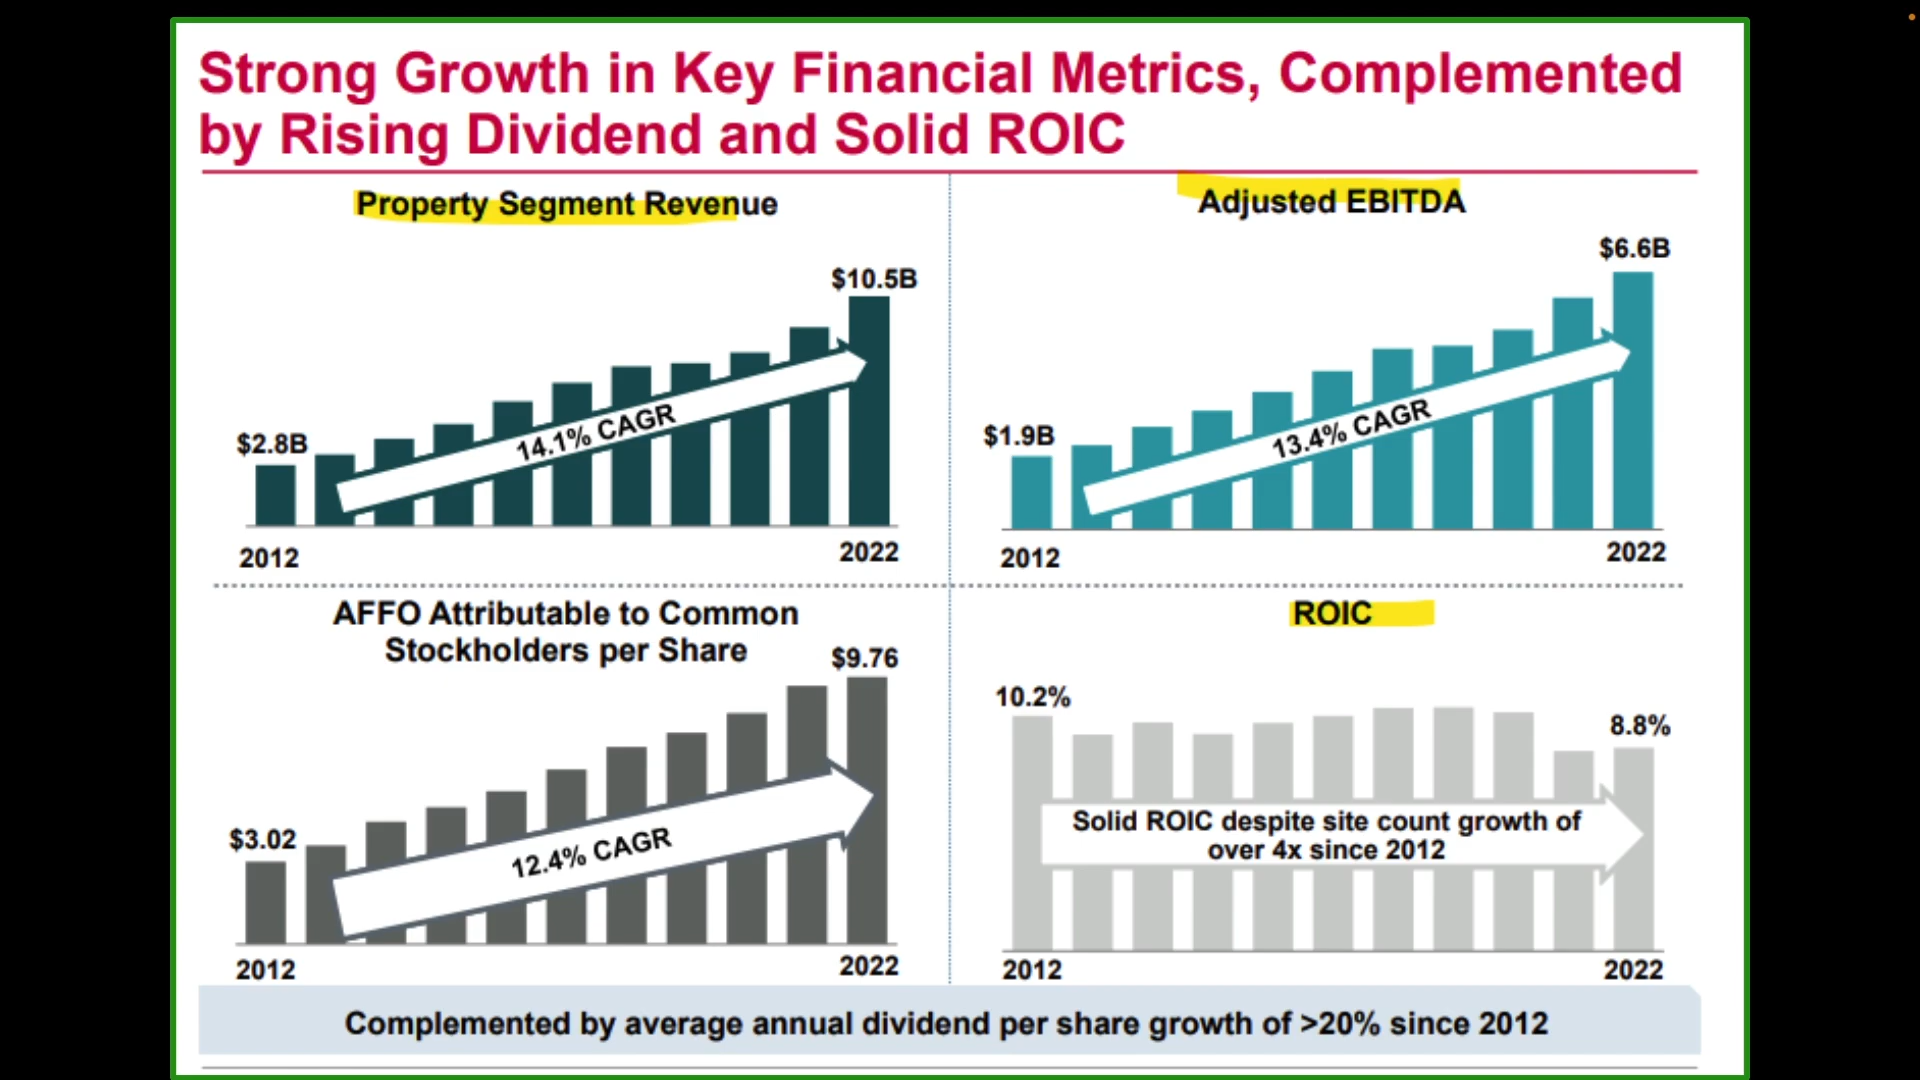 Strong Growth in Key Financial Metrics, Complemented
by Rising Dividend and Solid ROIC
Property Segment Revenue
$2.8B
$10.5B
14.1% CAGR
2012
2022
Adjusted EBITDA
$1.9B
$6.6B
13.4% CAGR
2012
2022
AFFO Attributable to Common
Stockholders per Share
$3.02
$9.76
12.4% CAGR
2012
2022
ROIC
10.2%
8.8%
Solid ROIC despite site count growth of
over 4x since 2012
2012
2022
Complemented by average annual dividend per share growth of >20% since 2012